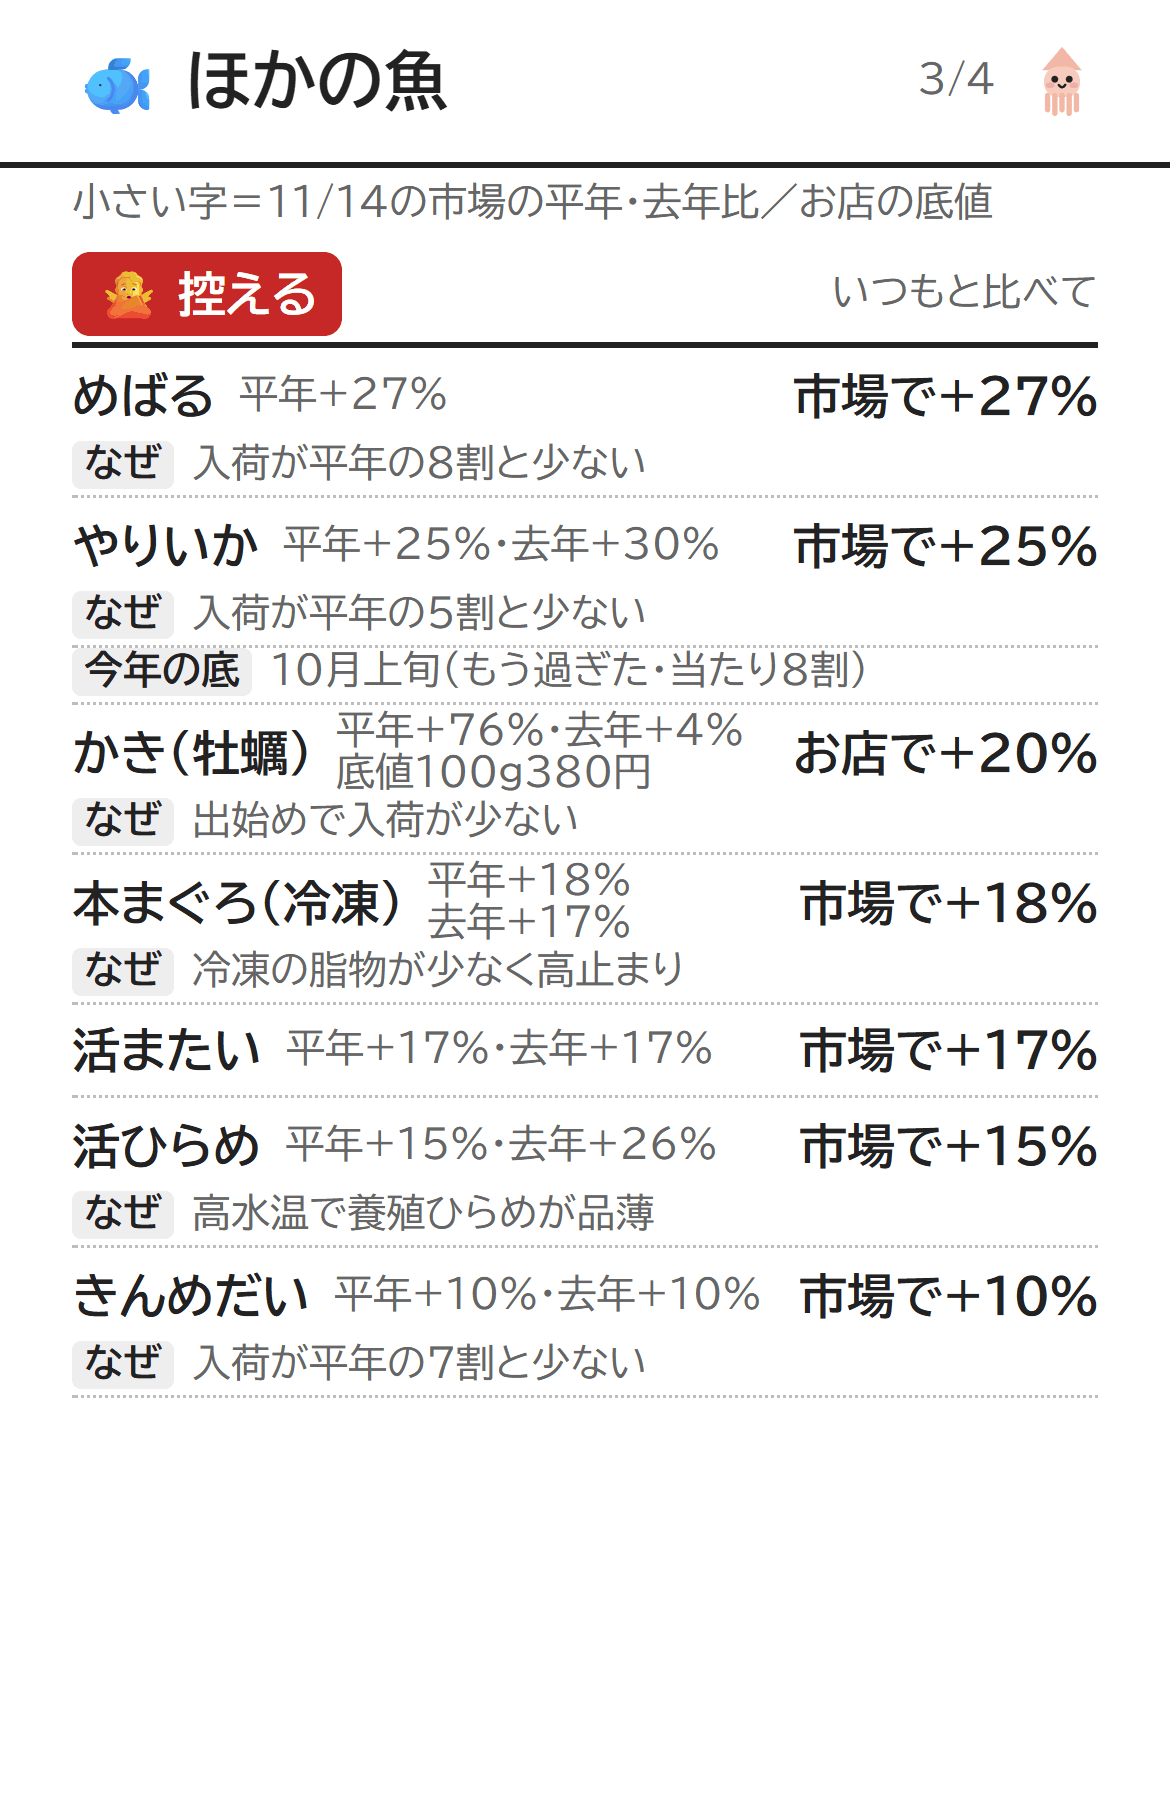 ほかの魚
3/4
小さい字＝11/14の市場の平年・去年比／お店の底値
控える
いつもと比べて
めばる 平年+27% 市場で+27%
なぜ 入荷が平年の8割と少ない
やりいか 平年+25%・去年+30% 市場で+25%
なぜ 入荷が平年の5割と少ない
今年の底 10月上旬（もう過ぎた・当たり8割）
かき（牡蠣） 平年+76%・去年+4% お店で+20%
底値100g380円
なぜ 出始めで入荷が少ない
本まぐろ（冷凍） 平年+18% 市場で+18%
去年+17%
なぜ 冷凍の脂物が少なく高止まり
活またい 平年+17%・去年+17% 市場で+17%
活ひらめ 平年+15%・去年+26% 市場で+15%
なぜ 高水温で養殖ひらめが品薄
きんめだい 平年+10%・去年+10% 市場で+10%
なぜ 入荷が平年の7割と少ない